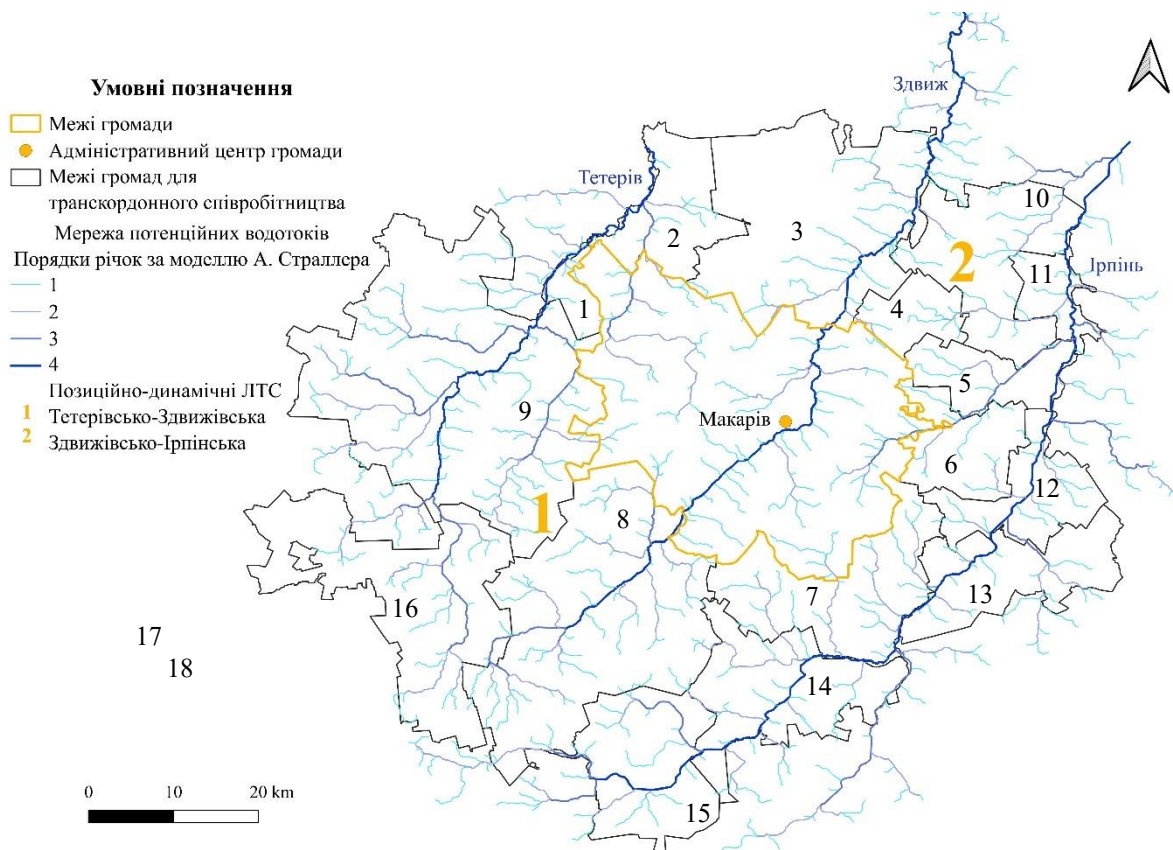 Умовні позначення
Межі громади
Адміністративний центр громади
Межі громад для
транскордонного співробітництва
Мережа потенційних водотоків
Порядки річок за моделлю А. Стралера
1
2
3
4
Позиційно-динамічні ЛТС
1 Тетерівсько-Здвижівська
2 Здвижівсько-Ірпінська
Здвиж
Тетерів
Ірпінь
Макарів
1
2
3
4
5
6
7
8
9
10
11
12
13
14
15
16
17
18
1
2
0 10 20 km